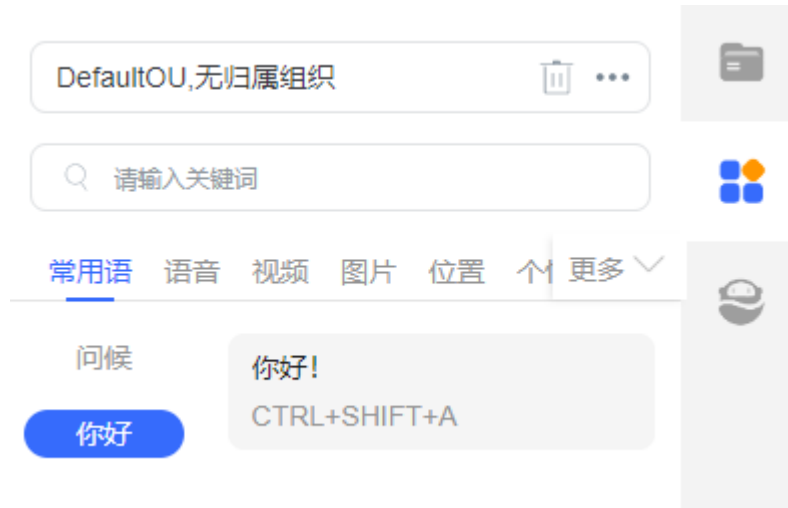 DefaultOU,无归属组织
请输入关键词
常用语 语音 视频 图片 位置 更多
问候
你好
你好！
CTRL+SHIFT+A